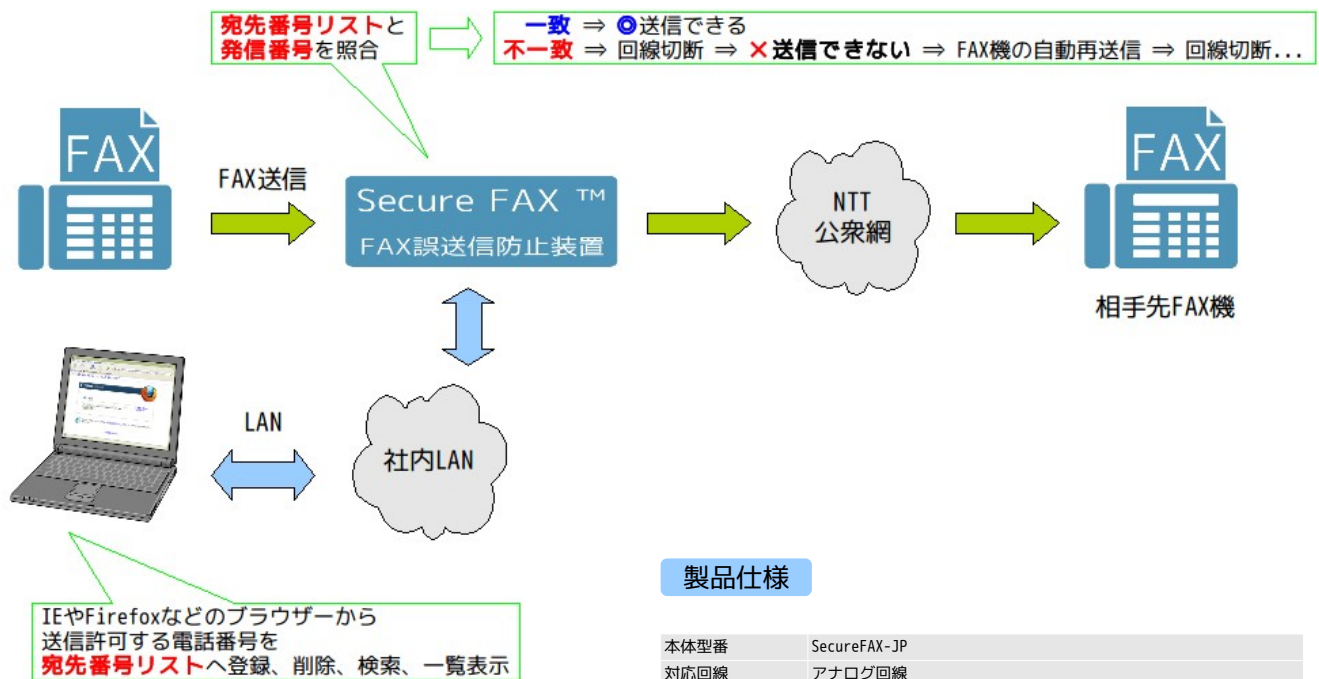 宛先番号リストと
発信番号を照合
一致 ⇒ ◎送信できる
不一致 ⇒ 回線切断 ⇒ ×送信できない ⇒ FAX機の自動再送信 ⇒ 回線切断...
FAX
FAX送信
Secure FAX ™
FAX誤送信防止装置
NTT
公衆網
FAX
相手先FAX機
LAN
社内LAN
IEやFirefoxなどのブラウザーから
送信許可する電話番号を
宛先番号リストへ登録、削除、検索、一覧表示
製品仕様
本体型番 SecureFAX-JP
対応回線 アナログ回線